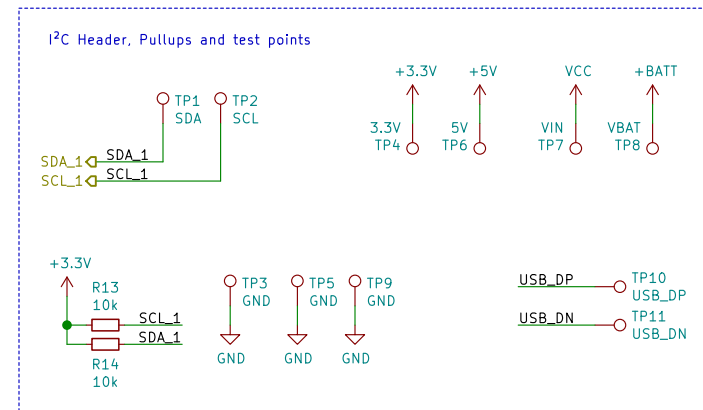 I²C Header, Pullups and test points
+3.3V
+5V
VCC
+BATT
TP1
SDA
TP2
SCL
3.3V
TP4
5V
TP6
VIN
TP7
VBAT
TP8
SDA_1
SDA_1
SCL_1
SCL_1
+3.3V
R13
10k
SCL_1
SDA_1
R14
10k
TP3
GND
TP5
GND
TP9
GND
GND
GND
GND
USB_DP
TP10
USB_DP
USB_DN
TP11
USB_DN